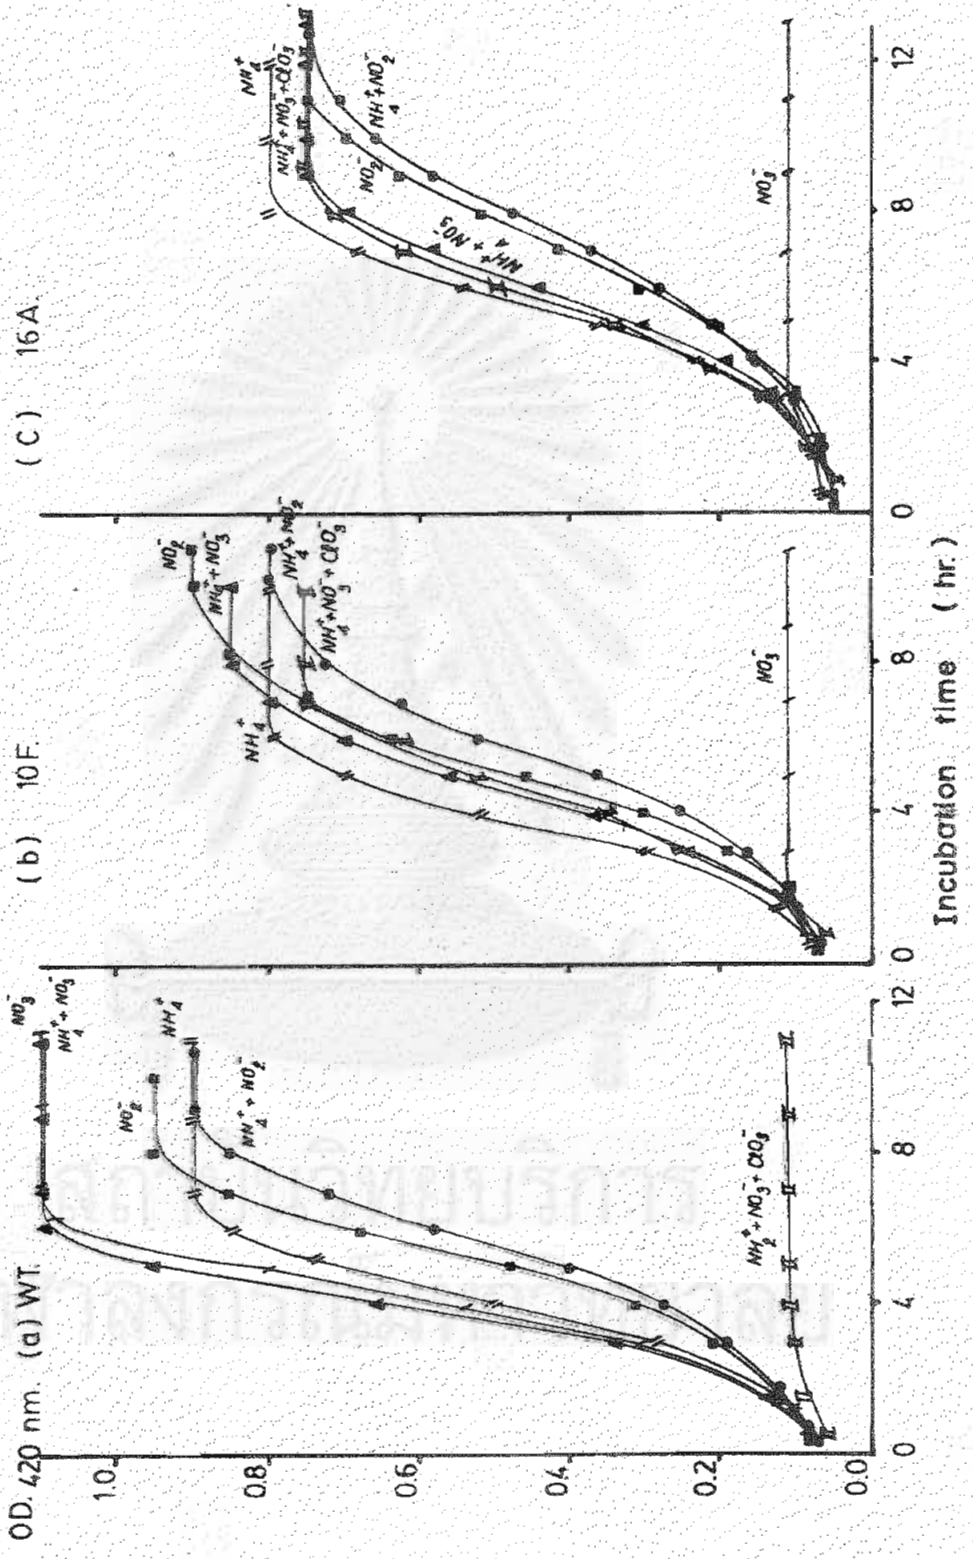 OD. 420 nm. (a) WT.
(b) 10F.
(C) 16A.
1.0
0.8
0.6
0.4
0.2
0.0
NO₃⁻
NH₄⁺ + NO₃⁻
NO₂⁻
NH₄⁺
NH₄⁺ + NO₂⁻
NH₂⁺ + NO₃⁻ + ClO₃⁻
0 4 8 12
NO₂⁻
NH₄⁺ + NO₃⁻
NH₄⁺
NH₄⁺ + NO₂⁻
NH₄⁺ + NO₃⁻ + ClO₃⁻
NO₃⁻
0 4 8
NH₄⁺
NH₄⁺ + NO₃⁻ + ClO₃⁻
NO₂⁻
NH₄⁺ + NO₂⁻
NH₄⁺ + NO₃⁻
NO₃⁻
0 4 8 12
Incubation time (hr.)